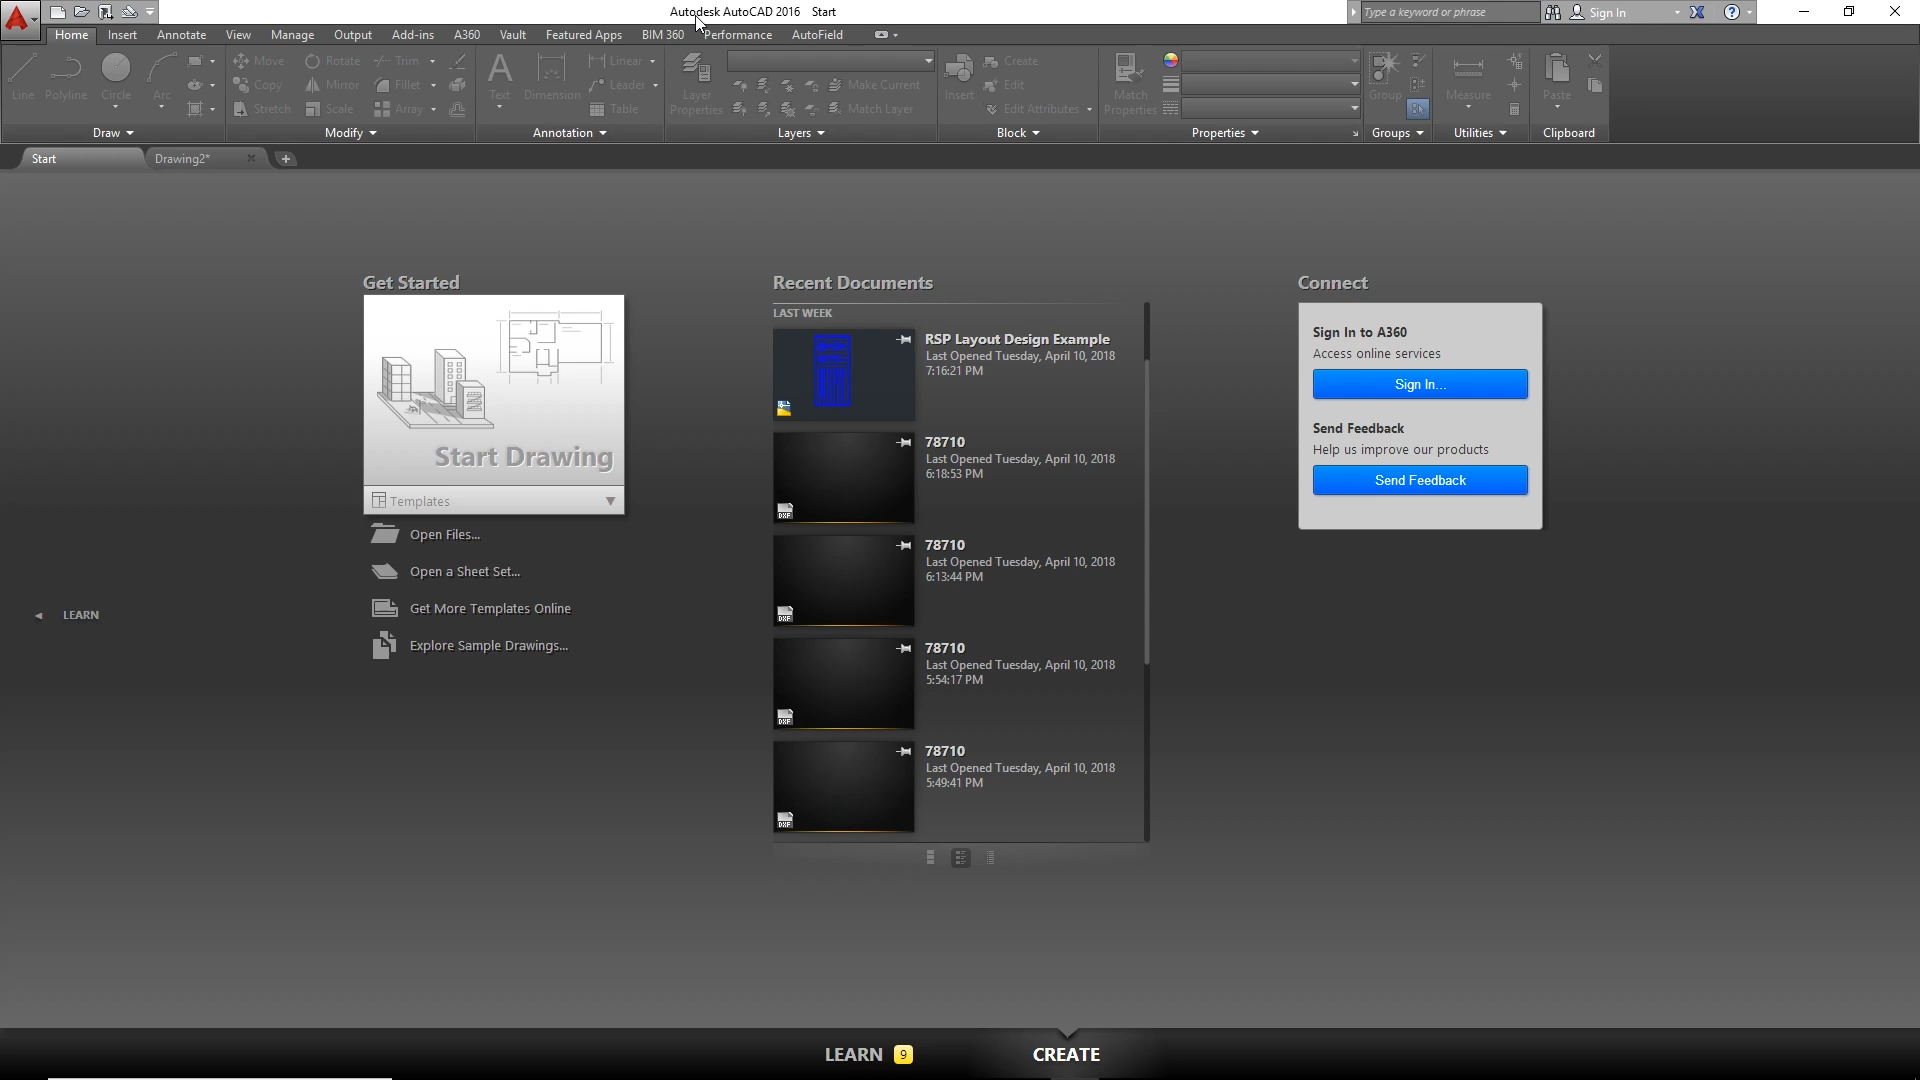 Autodesk AutoCAD 2016 Start
Type a keyword or phrase
Sign In
Home Insert Annotate View Manage Output Add-ins A360 Vault Featured Apps BIM 360 Performance AutoField
Line
Polyline
Circle
Arc
Draw
Move
Rotate
Trim
Copy
Mirror
Fillet
Stretch
Scale
Array
Modify
Text
Dimension
Linear
Leader
Table
Annotation
Layer
Properties
Make Current
Match Layer
Layers
Insert
Create
Edit
Edit Attributes
Block
Match
Properties
Properties
Group
Groups
Measure
Utilities
Paste
Clipboard
Start
Drawing2*
Get Started
Start Drawing
Templates
Open Files...
Open a Sheet Set...
Get More Templates Online
Explore Sample Drawings...
LEARN
Recent Documents
LAST WEEK
RSP Layout Design Example
Last Opened Tuesday, April 10, 2018
7:16:21 PM
78710
Last Opened Tuesday, April 10, 2018
6:18:53 PM
DXF
78710
Last Opened Tuesday, April 10, 2018
6:13:44 PM
DXF
78710
Last Opened Tuesday, April 10, 2018
5:54:17 PM
DXF
78710
Last Opened Tuesday, April 10, 2018
5:49:41 PM
DXF
Connect
Sign In to A360
Access online services
Sign In...
Send Feedback
Help us improve our products
Send Feedback
LEARN 9
CREATE